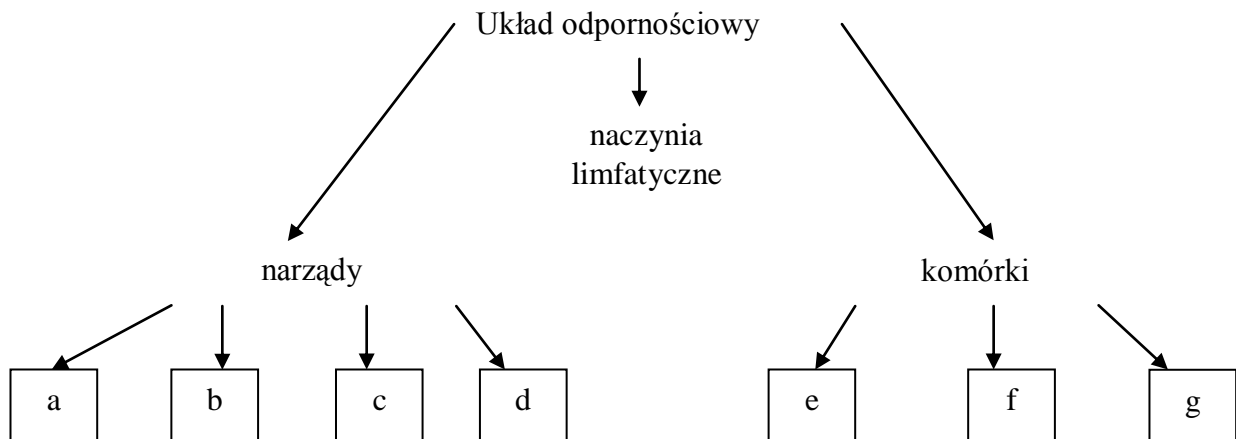 Układ odpornościowy
naczynia
limfatyczne
narządy
komórki
a
b
c
d
e
f
g